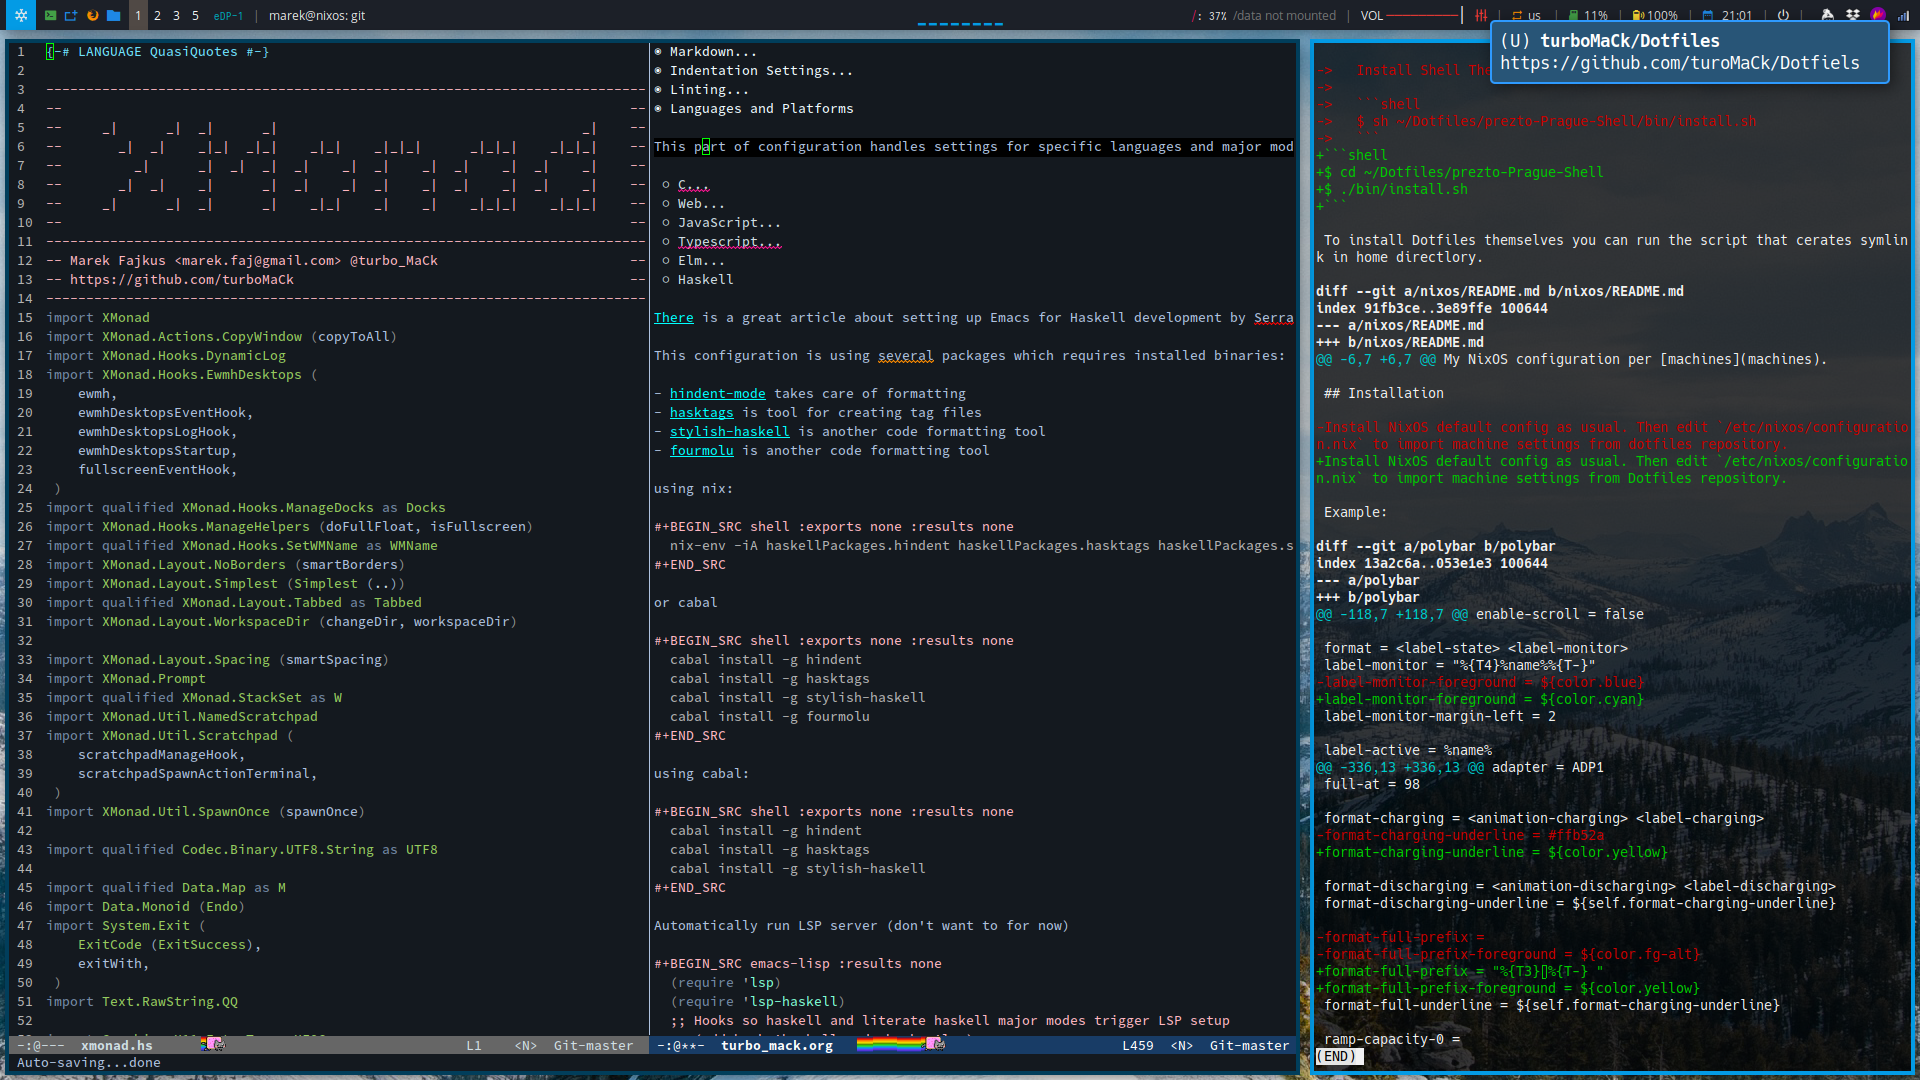 1 2 3 5 eDP-1 | marek@nixos: git
/: 37% /data not mounted | VOL us 11% 100% 21:01
(U) turboMaCk/Dotfiles
https://github.com/turoMaCk/Dotfiels
1 {-# LANGUAGE QuasiQuotes #-}
2
3 ---------------------------------------------------------------------------
4 -- --
5 -- _| _| _| _| _| --
6 -- _| _| _|_| _|_| _|_| _|_|_| _|_|_| _|_|_| --
7 -- _| _| _| _| _| _| _| _| _| _| _| _| --
8 -- _| _| _| _| _| _| _| _| _| _| _| _| --
9 -- _| _| _| _| _|_| _| _| _|_|_| _|_|_| --
10 -- --
11 ---------------------------------------------------------------------------
12 -- Marek Fajkus <marek.faj@gmail.com> @turbo_MaCk --
13 -- https://github.com/turboMaCk --
14 ---------------------------------------------------------------------------
15 import XMonad
16 import XMonad.Actions.CopyWindow (copyToAll)
17 import XMonad.Hooks.DynamicLog
18 import XMonad.Hooks.EwmhDesktops (
19 ewmh,
20 ewmhDesktopsEventHook,
21 ewmhDesktopsLogHook,
22 ewmhDesktopsStartup,
23 fullscreenEventHook,
24 )
25 import qualified XMonad.Hooks.ManageDocks as Docks
26 import XMonad.Hooks.ManageHelpers (doFullFloat, isFullscreen)
27 import qualified XMonad.Hooks.SetWMName as WMName
28 import XMonad.Layout.NoBorders (smartBorders)
29 import XMonad.Layout.Simplest (Simplest (..))
30 import qualified XMonad.Layout.Tabbed as Tabbed
31 import XMonad.Layout.WorkspaceDir (changeDir, workspaceDir)
32
33 import XMonad.Layout.Spacing (smartSpacing)
34 import XMonad.Prompt
35 import qualified XMonad.StackSet as W
36 import XMonad.Util.NamedScratchpad
37 import XMonad.Util.Scratchpad (
38 scratchpadManageHook,
39 scratchpadSpawnActionTerminal,
40 )
41 import XMonad.Util.SpawnOnce (spawnOnce)
42
43 import qualified Codec.Binary.UTF8.String as UTF8
44
45 import qualified Data.Map as M
46 import Data.Monoid (Endo)
47 import System.Exit (
48 ExitCode (ExitSuccess),
49 exitWith,
50 )
51 import Text.RawString.QQ
52
-:@--- xmonad.hs L1 <N> Git-master
Auto-saving...done
◉ Markdown...
◉ Indentation Settings...
◉ Linting...
◉ Languages and Platforms
This part of configuration handles settings for specific languages and major mod
○ C...
○ Web...
○ JavaScript...
○ Typescript...
○ Elm...
○ Haskell
There is a great article about setting up Emacs for Haskell development by Serra
This configuration is using several packages which requires installed binaries:
- hindent-mode takes care of formatting
- hasktags is tool for creating tag files
- stylish-haskell is another code formatting tool
- fourmolu is another code formatting tool
using nix:
#+BEGIN_SRC shell :exports none :results none
nix-env -iA haskellPackages.hindent haskellPackages.hasktags haskellPackages.s
#+END_SRC
or cabal
#+BEGIN_SRC shell :exports none :results none
cabal install -g hindent
cabal install -g hasktags
cabal install -g stylish-haskell
cabal install -g fourmolu
#+END_SRC
using cabal:
#+BEGIN_SRC shell :exports none :results none
cabal install -g hindent
cabal install -g hasktags
cabal install -g stylish-haskell
#+END_SRC
Automatically run LSP server (don't want to for now)
#+BEGIN_SRC emacs-lisp :results none
(require 'lsp)
(require 'lsp-haskell)
;; Hooks so haskell and literate haskell major modes trigger LSP setup
-:@**- turbo_mack.org L459 <N> Git-master
-> Install Shell The
->
-> ```shell
-> $ sh ~/Dotfiles/prezto-Prague-Shell/bin/install.sh
-> ```
+```shell
+$ cd ~/Dotfiles/prezto-Prague-Shell
+$ ./bin/install.sh
+```
To install Dotfiles themselves you can run the script that cerates symlin
k in home directlory.
diff --git a/nixos/README.md b/nixos/README.md
index 91fb3ce..3e89ffe 100644
--- a/nixos/README.md
+++ b/nixos/README.md
@@ -6,7 +6,7 @@ My NixOS configuration per [machines](machines).
## Installation
-Install NixOS default config as usual. Then edit `/etc/nixos/configuratio
n.nix` to import machine settings from dotfiles repository.
+Install NixOS default config as usual. Then edit `/etc/nixos/configuratio
n.nix` to import machine settings from Dotfiles repository.
Example:
diff --git a/polybar b/polybar
index 13a2c6a..053e1e3 100644
--- a/polybar
+++ b/polybar
@@ -118,7 +118,7 @@ enable-scroll = false
format = <label-state> <label-monitor>
label-monitor = "%{T4}%name%%{T-}"
-label-monitor-foreground = ${color.blue}
+label-monitor-foreground = ${color.cyan}
label-monitor-margin-left = 2
label-active = %name%
@@ -336,13 +336,13 @@ adapter = ADP1
full-at = 98
format-charging = <animation-charging> <label-charging>
-format-charging-underline = #ffb52a
+format-charging-underline = ${color.yellow}
format-discharging = <animation-discharging> <label-discharging>
format-discharging-underline = ${self.format-charging-underline}
-format-full-prefix =
-format-full-prefix-foreground = ${color.fg-alt}
+format-full-prefix = "%{T3}%{T-} "
+format-full-prefix-foreground = ${color.yellow}
format-full-underline = ${self.format-charging-underline}
ramp-capacity-0 =
(END)